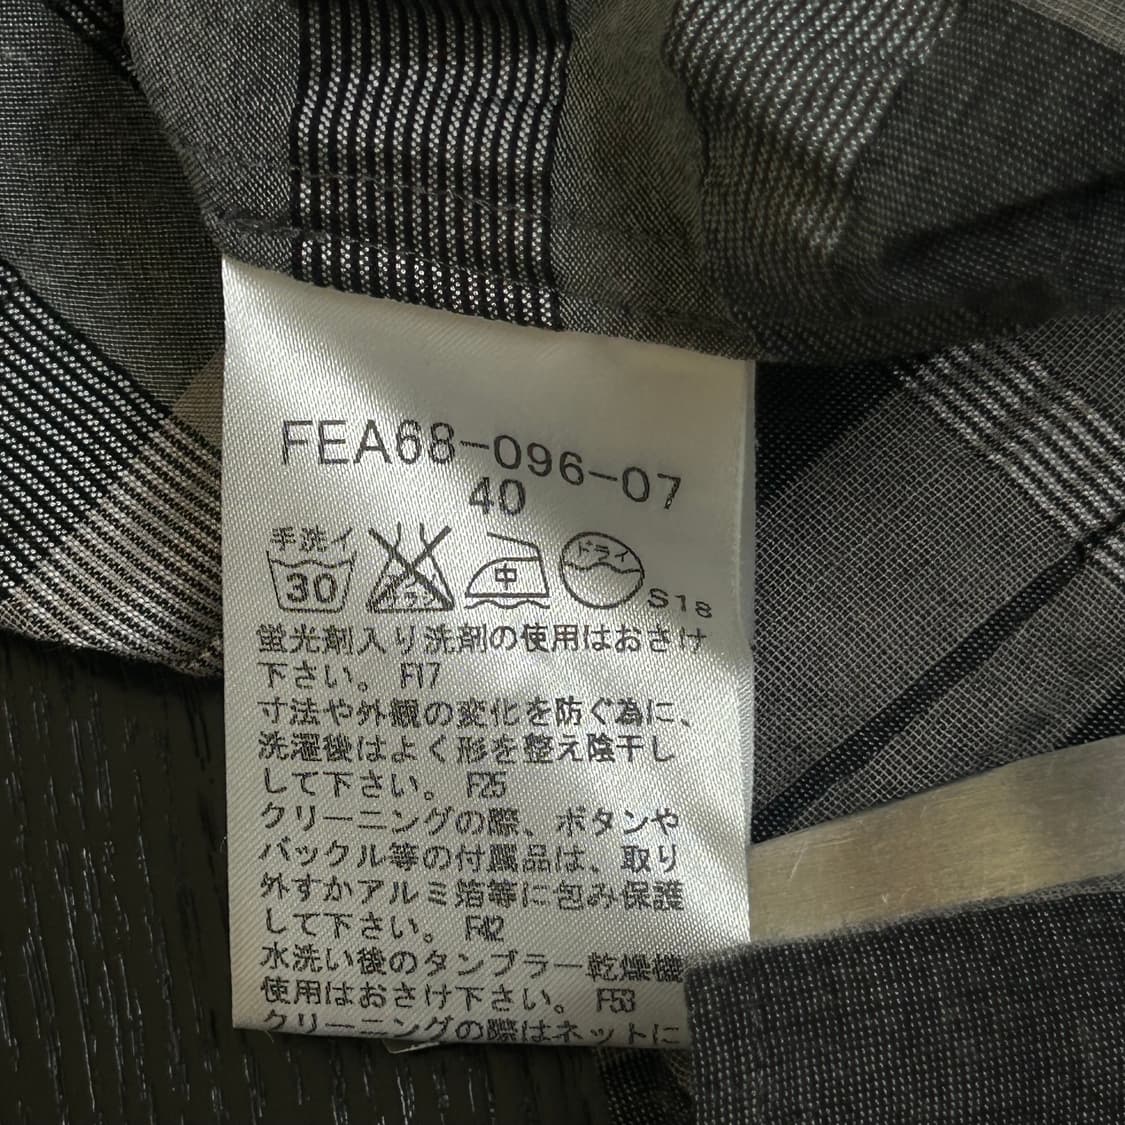 FEA68-096-07
40
手洗イ
30
エンソ
サラシ
中
ドライ
S18
蛍光剤入り洗剤の使用はおさけ
下さい。 F17
寸法や外観の変化を防ぐ為に、
洗濯後はよく形を整え陰干し
して下さい。 F25
クリーニングの際、ボタンや
バックル等の付属品は、取り
外すかアルミ箔等に包み保護
して下さい。 F42
水洗い後のタンブラー乾燥機
使用はおさけ下さい。 F53
クリーニングの際はネットに